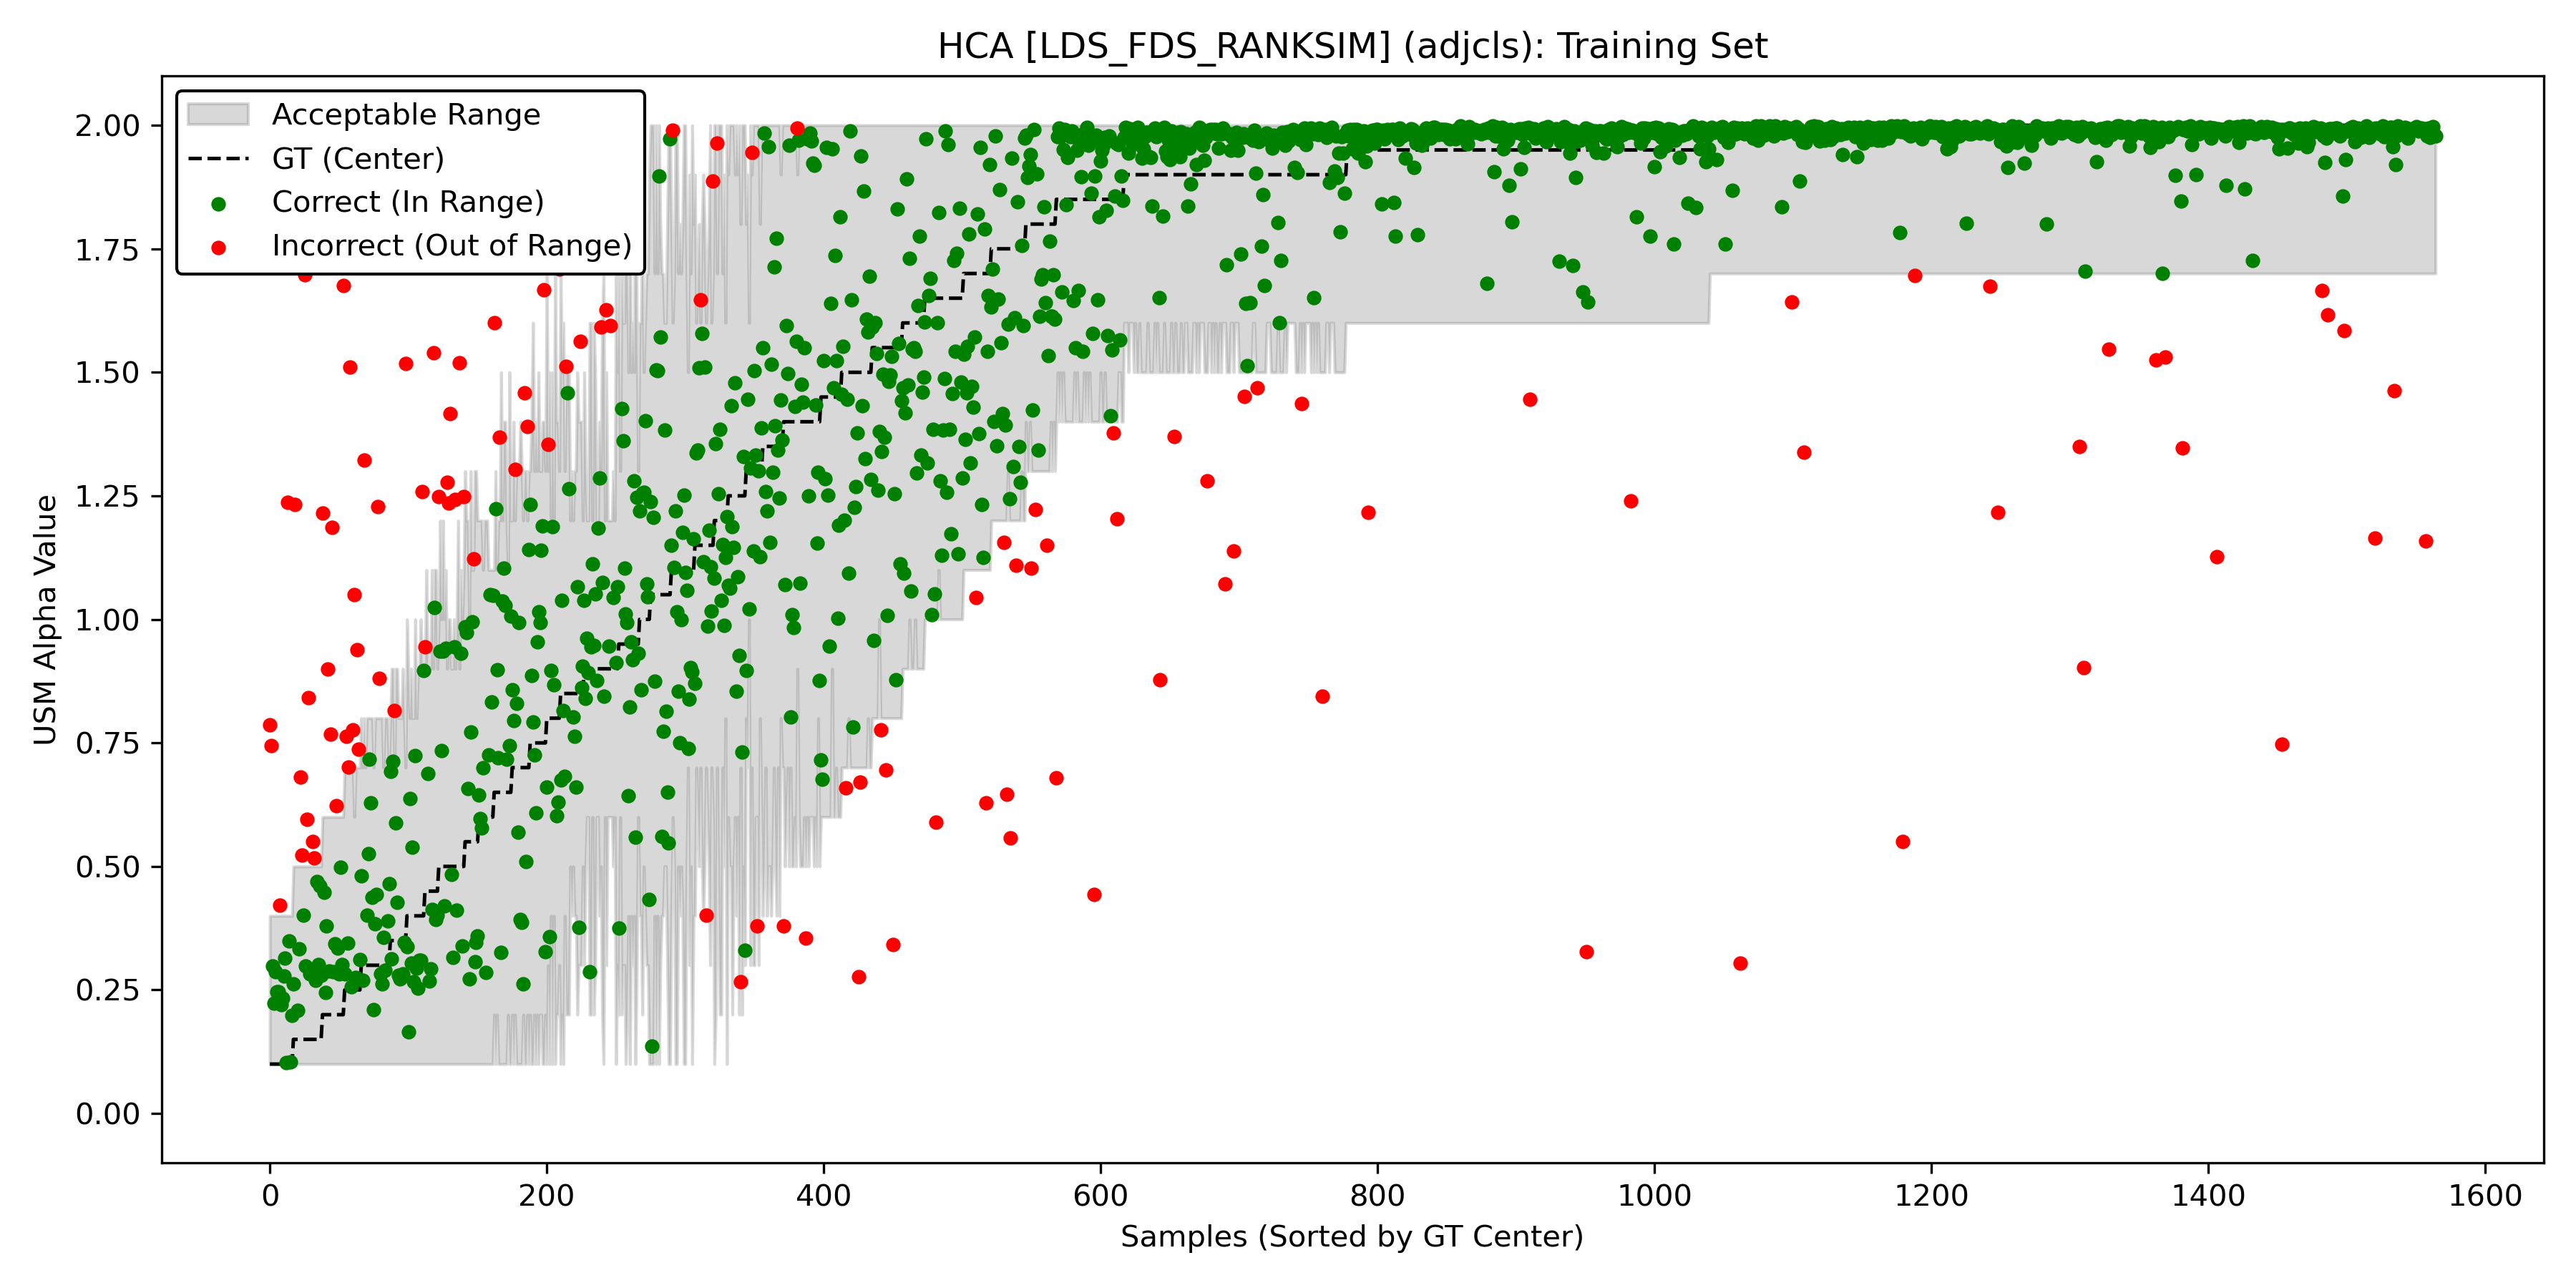 HCA [LDS_FDS_RANKSIM] (adjcls): Training Set
Acceptable Range
GT (Center)
Correct (In Range)
Incorrect (Out of Range)
USM Alpha Value
2.00
1.75
1.50
1.25
1.00
0.75
0.50
0.25
0.00
0 200 400 600 800 1000 1200 1400 1600
Samples (Sorted by GT Center)